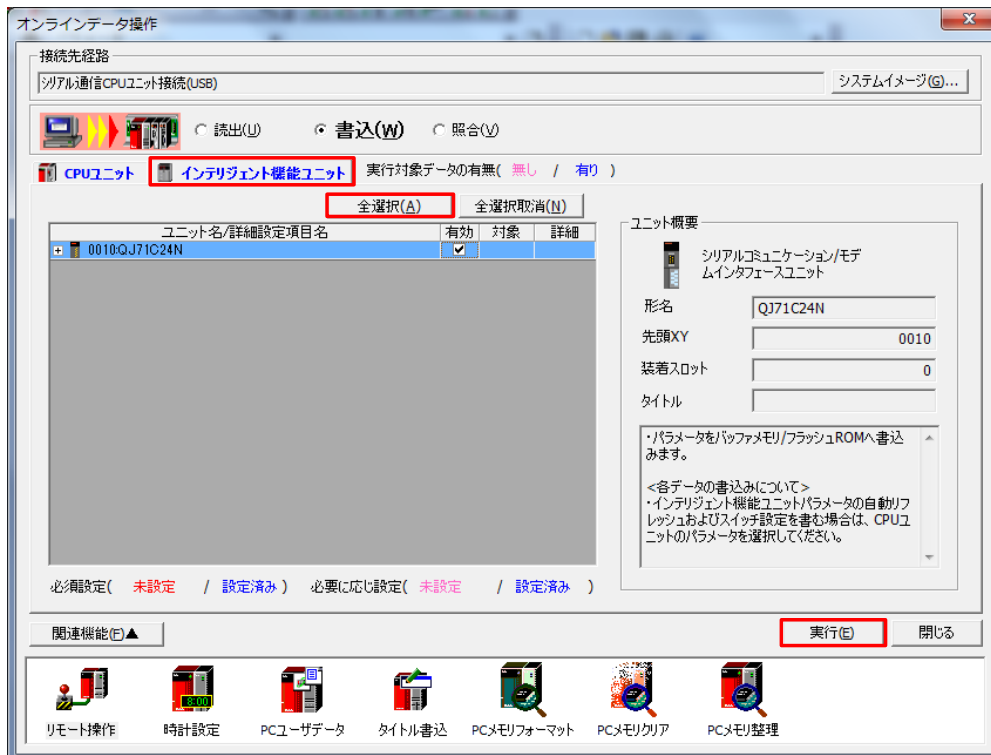 オンラインデータ操作
接続先経路
シリアル通信CPUユニット接続(USB)
システムイメージ(G)...
読出(U)
書込(W)
照合(V)
CPUユニット
インテリジェント機能ユニット
実行対象データの有無( 無し / 有り )
全選択(A)
全選択取消(N)
ユニット名/詳細設定項目名 有効 対象 詳細
0010:QJ71C24N
ユニット概要
シリアルコミュニケーション/モデ
ムインタフェースユニット
形名 QJ71C24N
先頭XY 0010
装着スロット 0
タイトル
・パラメータをバッファメモリ/フラッシュROMへ書込
みます。
<各データの書込みについて>
・インテリジェント機能ユニットパラメータの自動リフ
レッシュおよびスイッチ設定を書む場合は、CPUユ
ニットのパラメータを選択してください。
必須設定( 未設定 / 設定済み ) 必要に応じ設定( 未設定 / 設定済み )
関連機能(F)▲
実行(E)
閉じる
8:00
リモート操作
時計設定
PCユーザデータ
タイトル書込
PCメモリフォーマット
PCメモリクリア
PCメモリ整理